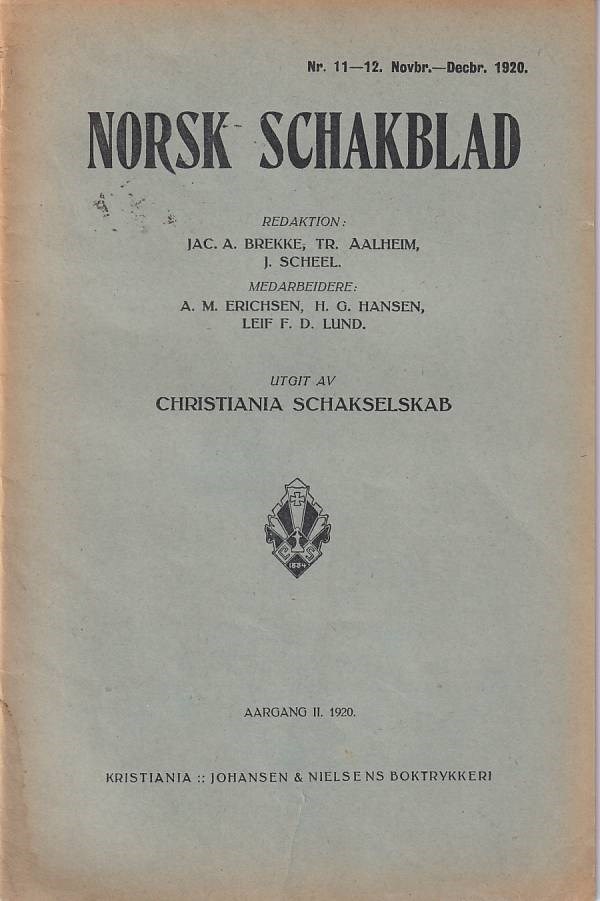 Nr. 11—12. Novbr.—Decbr. 1920.
NORSK SCHAKBLAD
REDAKTION:
JAC. A. BREKKE, TR. AALHEIM,
J. SCHEEL.
MEDARBEIDERE:
A. M. ERICHSEN, H. G. HANSEN,
LEIF F. D. LUND.
UTGIT AV
CHRISTIANIA SCHAKSELSKAB
C S
1884
AARGANG II. 1920.
KRISTIANIA :: JOHANSEN & NIELSENS BOKTRYKKERI